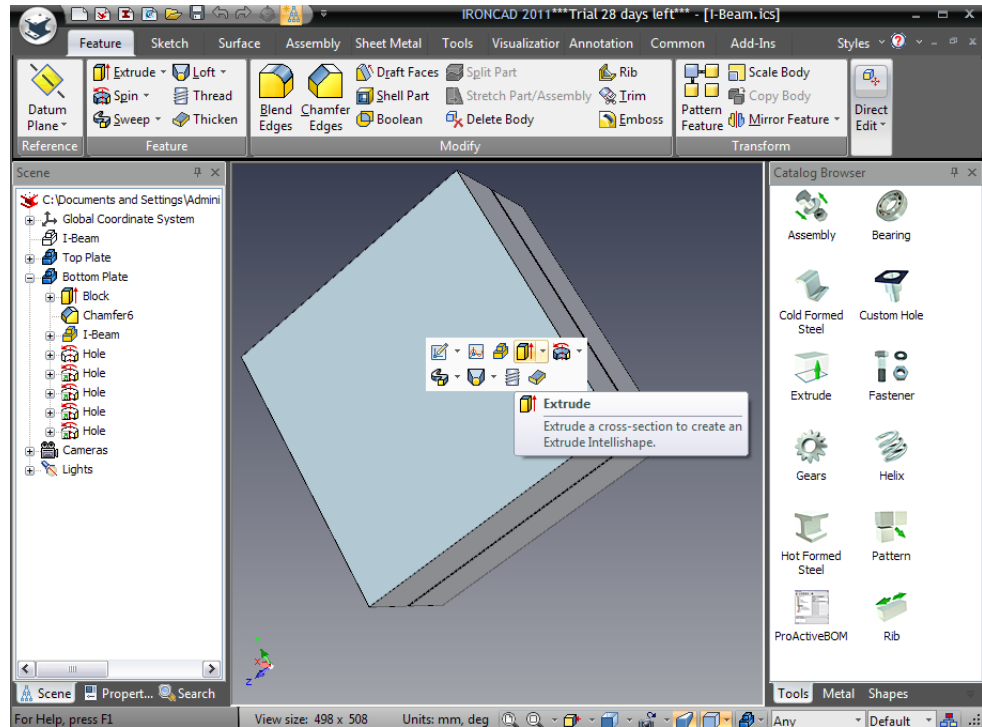 IRONCAD 2011***Trial 28 days left*** - [I-Beam.ics]
Feature Sketch Surface Assembly Sheet Metal Tools Visualization Annotation Common Add-Ins Styles
Extrude Loft
Spin Thread
Sweep Thicken
Datum
Plane
Reference
Feature
Blend
Edges
Chamfer
Edges
Draft Faces Split Part Rib
Shell Part Stretch Part/Assembly Trim
Boolean Delete Body Emboss
Modify
Pattern
Feature
Scale Body
Copy Body
Mirror Feature
Transform
Direct
Edit
Scene
C:\Documents and Settings\Admini
Global Coordinate System
I-Beam
Top Plate
Bottom Plate
Block
Chamfer6
I-Beam
Hole
Hole
Hole
Hole
Hole
Cameras
Lights
Scene Propert... Search
Extrude
Extrude a cross-section to create an
Extrude Intellishape.
X
Z
Catalog Browser
Assembly Bearing
Cold Formed
Steel
Custom Hole
Extrude Fastener
Gears Helix
Hot Formed
Steel
Pattern
ProActiveBOM Rib
Tools Metal Shapes
For Help, press F1 View size: 498 x 508 Units: mm, deg Any Default